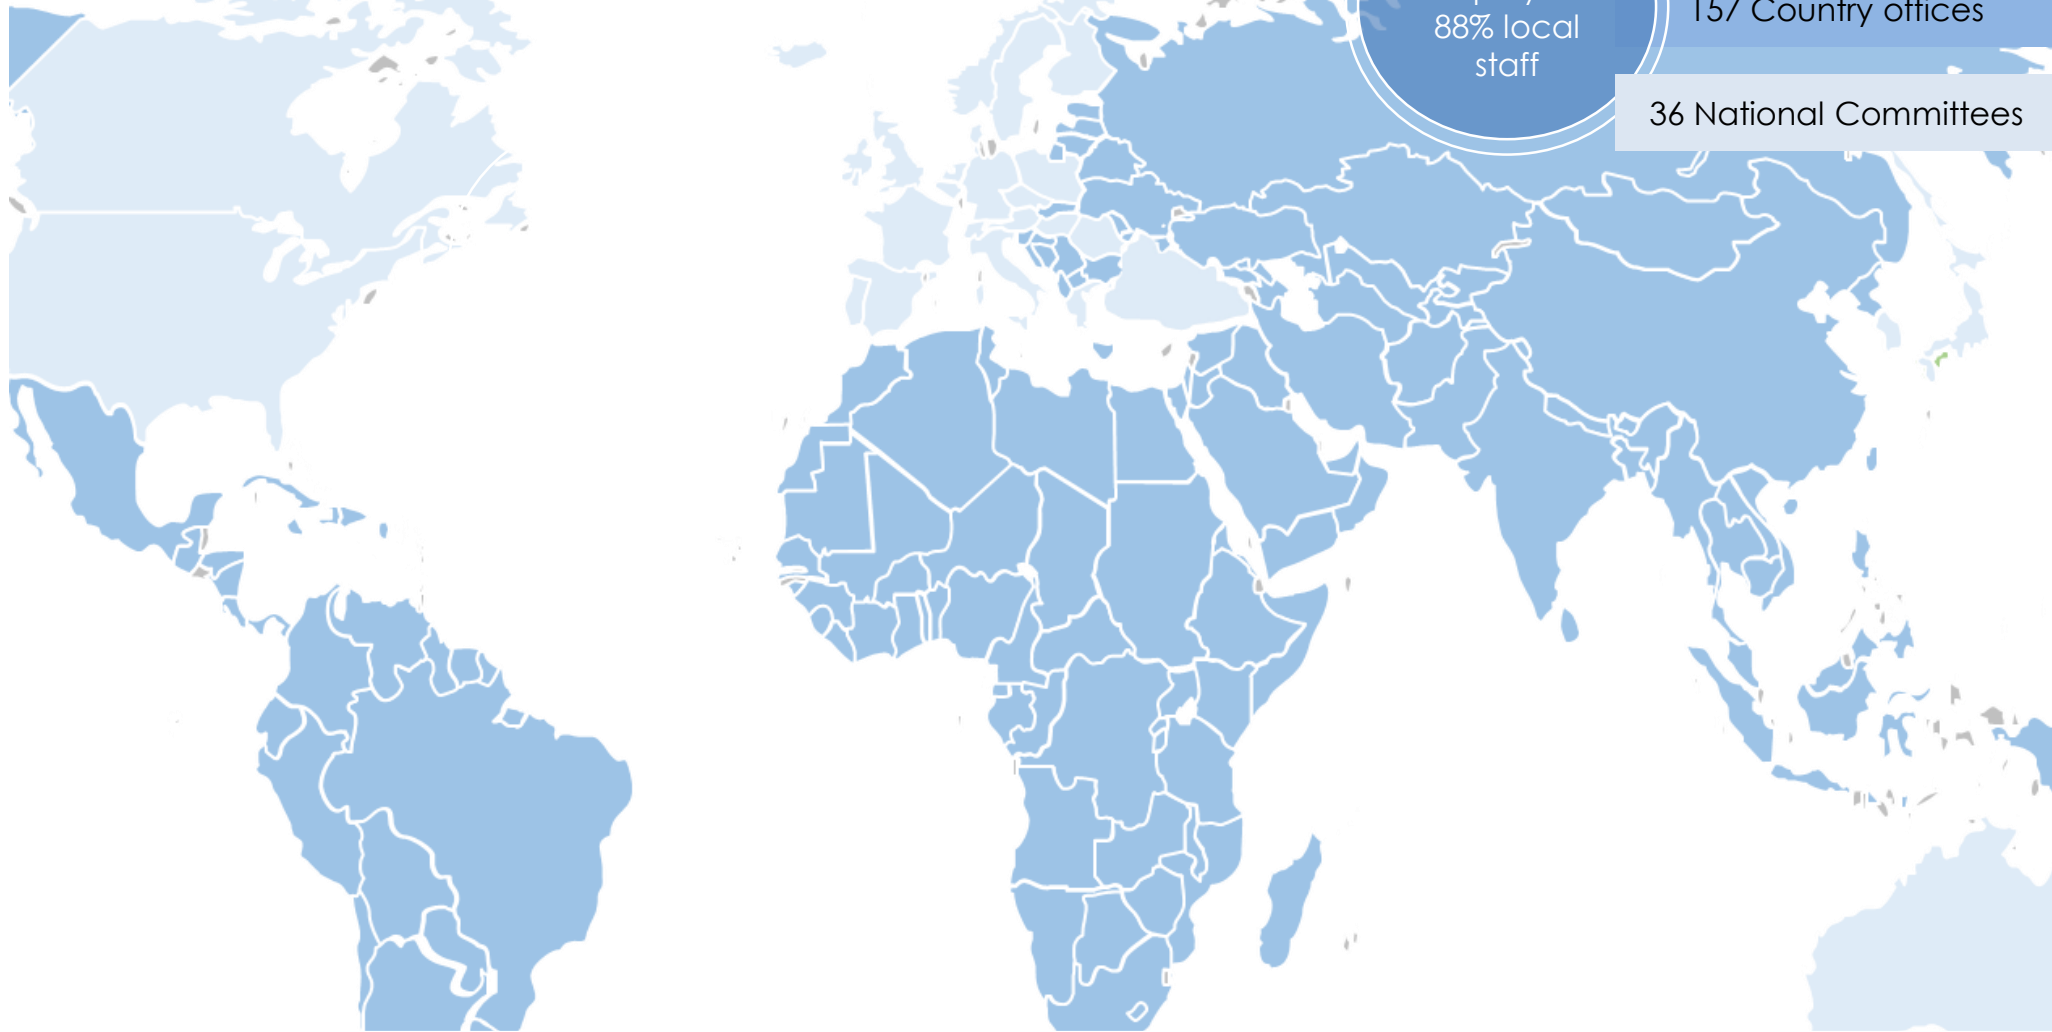 88% local
staff
157 Country offices
36 National Committees